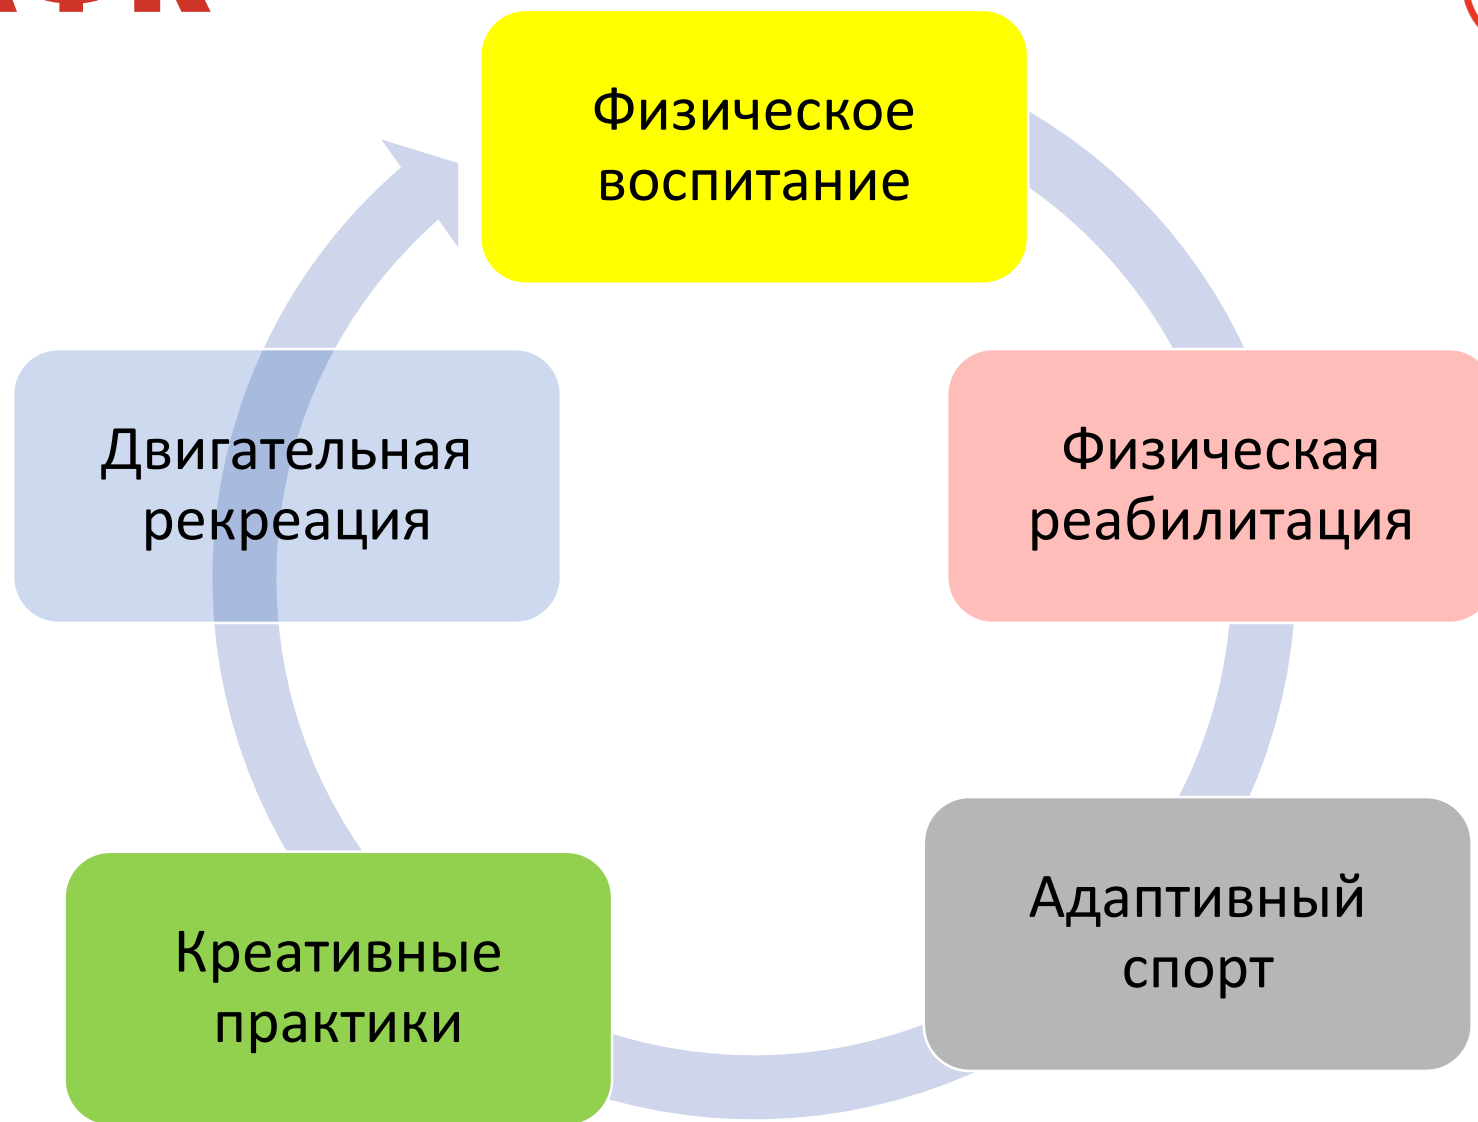 Физическое
воспитание
Физическая
реабилитация
Адаптивный
спорт
Креативные
практики
Двигательная
рекреация